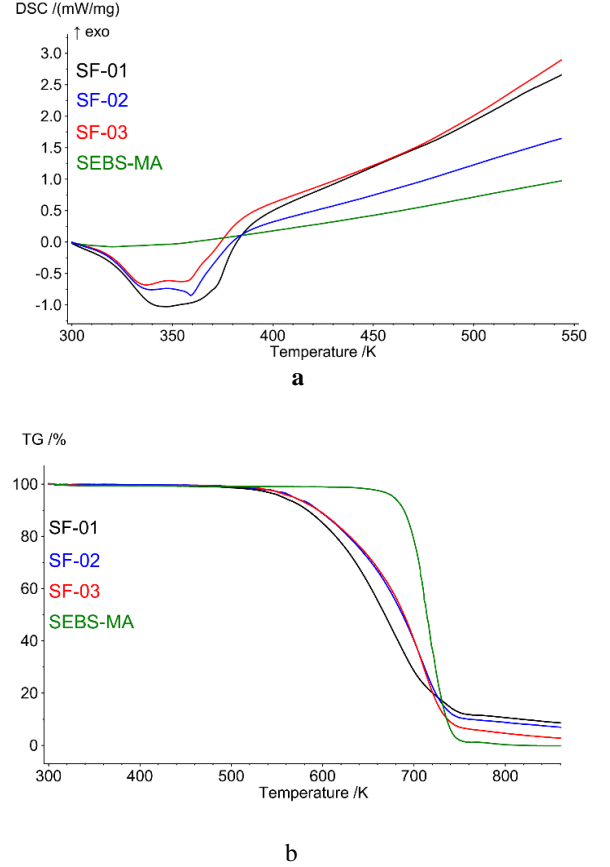 DSC /(mW/mg)
↑ exo
3.0
2.5
2.0
1.5
1.0
0.5
0.0
-0.5
-1.0
SF-01
SF-02
SF-03
SEBS-MA
300 350 400 450 500 550
Temperature /K
a
TG /%
100
80
60
40
20
0
SF-01
SF-02
SF-03
SEBS-MA
300 400 500 600 700 800
Temperature /K
b